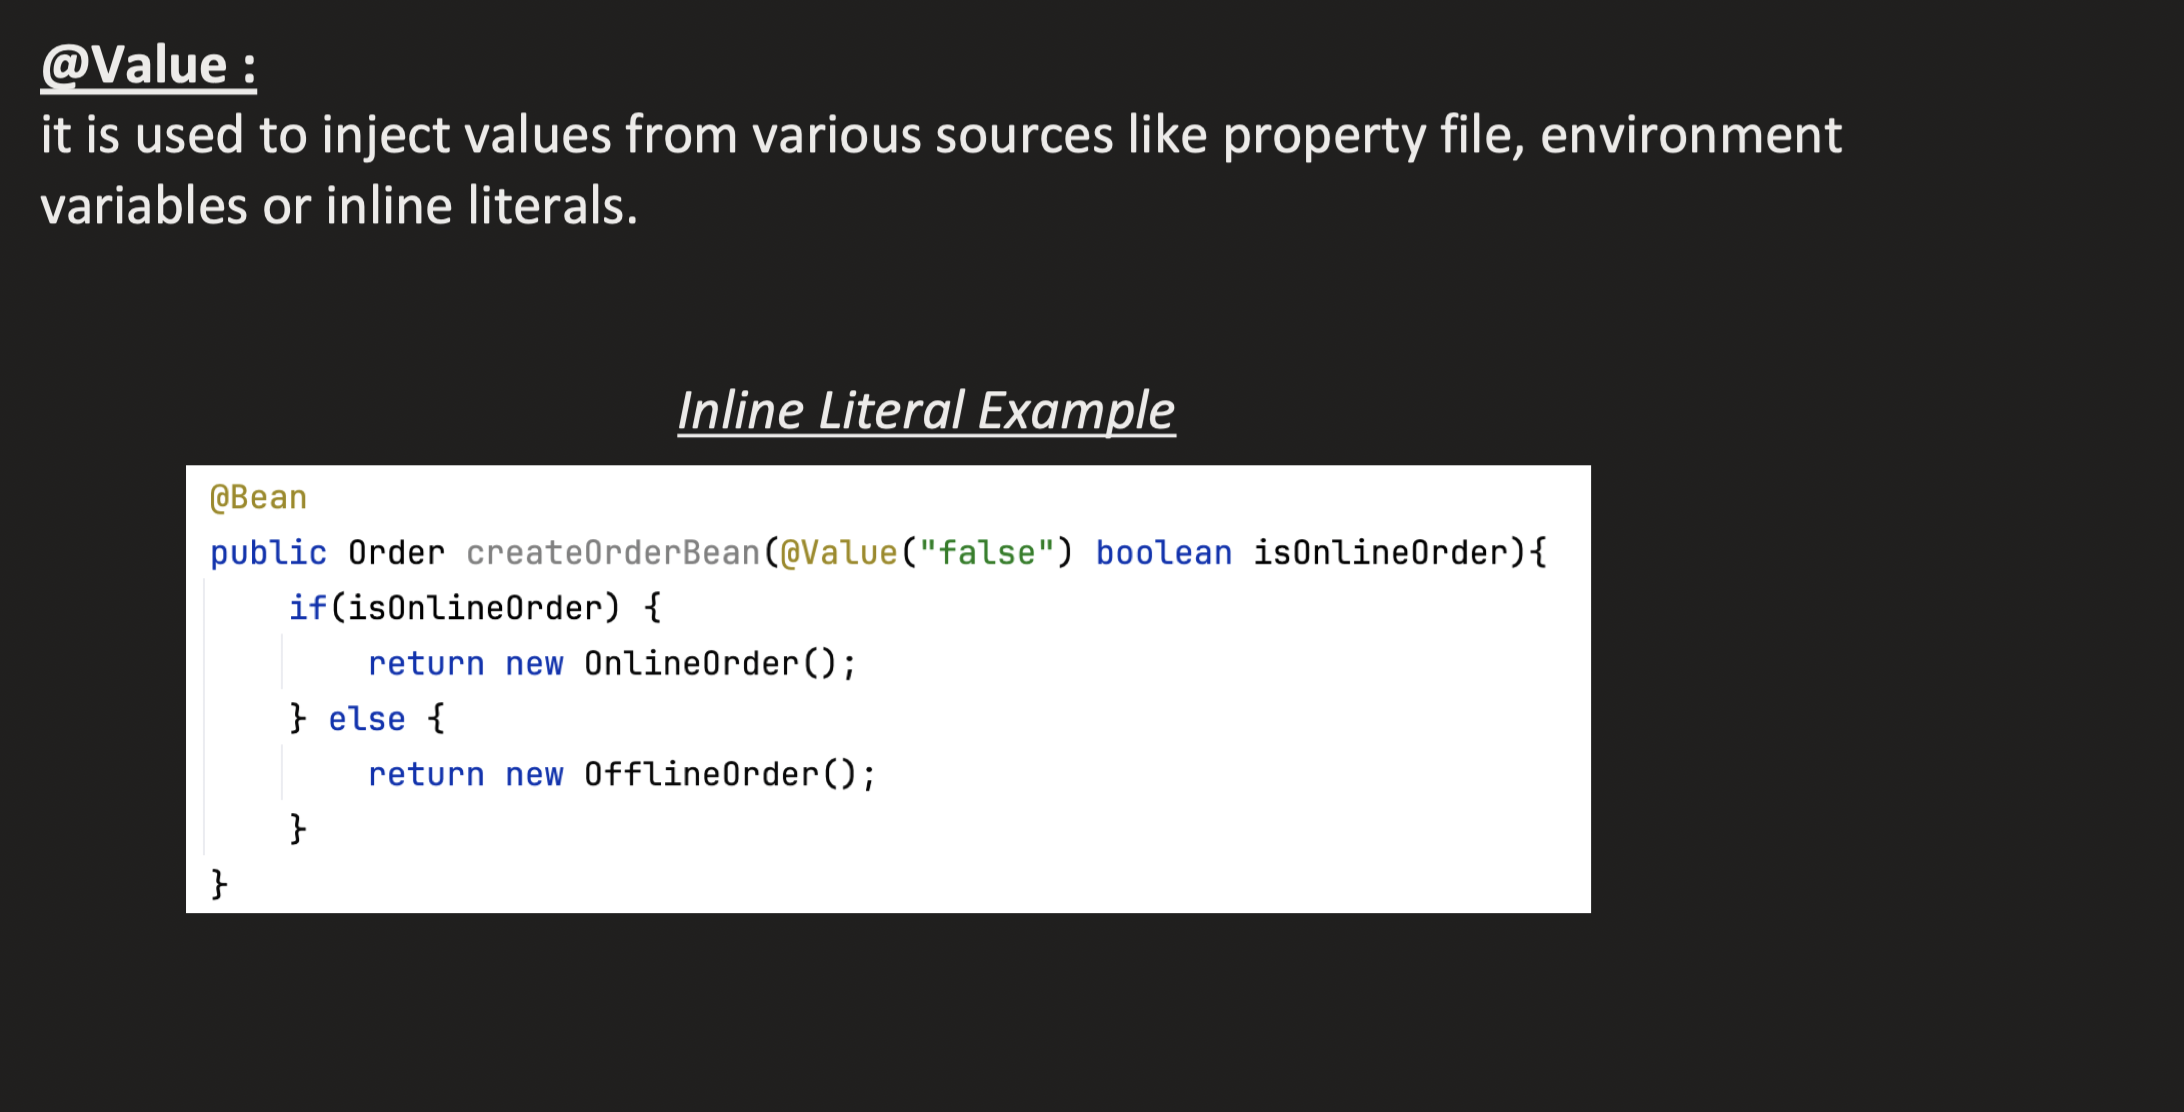 @Value :
it is used to inject values from various sources like property file, environment
variables or inline literals.
Inline Literal Example
@Bean
public Order createOrderBean(@Value("false") boolean isOnlineOrder){
    if(isOnlineOrder) {
        return new OnlineOrder();
    } else {
        return new OfflineOrder();
    }
}